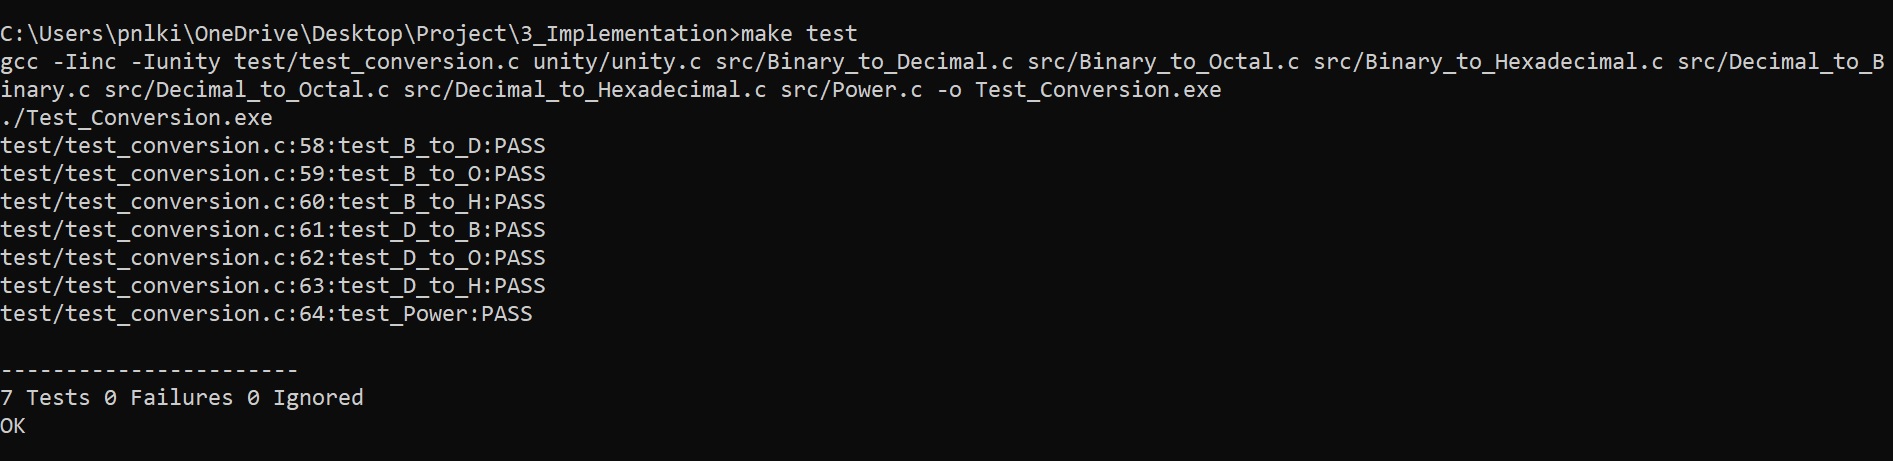 C:\Users\pnlki\OneDrive\Desktop\Project\3_Implementation>make test
gcc -Iinc -Iunity test/test_conversion.c unity/unity.c src/Binary_to_Decimal.c src/Binary_to_Octal.c src/Binary_to_Hexadecimal.c src/Decimal_to_B
inary.c src/Decimal_to_Octal.c src/Decimal_to_Hexadecimal.c src/Power.c -o Test_Conversion.exe
./Test_Conversion.exe
test/test_conversion.c:58:test_B_to_D:PASS
test/test_conversion.c:59:test_B_to_O:PASS
test/test_conversion.c:60:test_B_to_H:PASS
test/test_conversion.c:61:test_D_to_B:PASS
test/test_conversion.c:62:test_D_to_O:PASS
test/test_conversion.c:63:test_D_to_H:PASS
test/test_conversion.c:64:test_Power:PASS
-----------------------
7 Tests 0 Failures 0 Ignored
OK